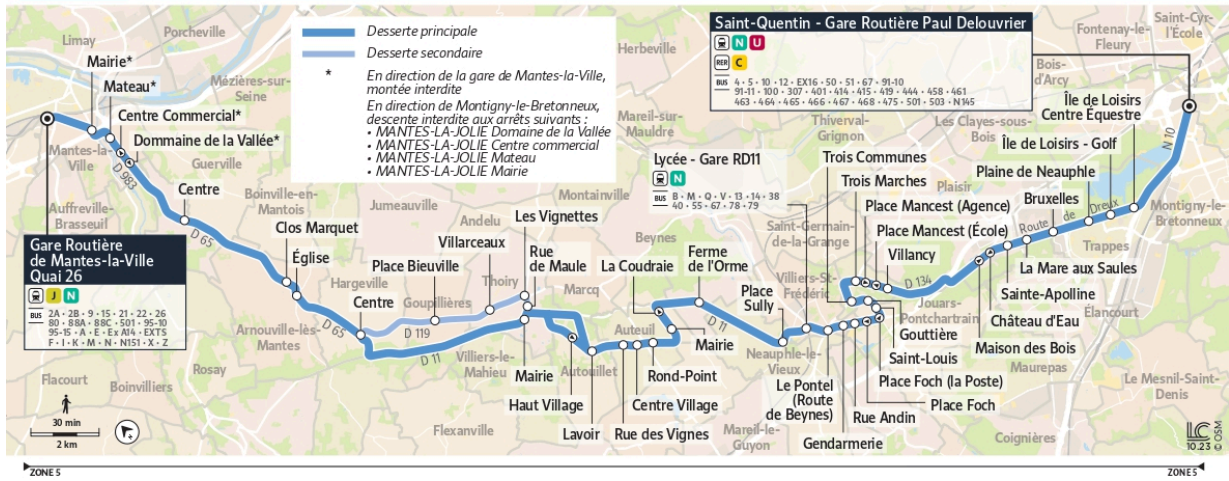 Limay
Porcheville
Mairie*
Mateau*
Mézières-sur-
Seine
Centre Commercial*
Dommaine de la Vallée*
Mantes-la-
Ville
Guerville
D 983
Centre
Boinville-en-
Mantois
Auffreville-
Brasseuil
D 65
Clos Marquet
Église
Gare Routière
de Mantes-la-Ville
Quai 26
J N
BUS
2A • 2B • 9 • 15 • 21 • 22 • 26
80 • 88A • 88C • 501 • 95-10
95-15 • A • E • Ex A14 • EXTS
F • I • K • M • N • N151 • X • Z
Desserte principale
Desserte secondaire
* En direction de la gare de Mantes-la-Ville,
montée interdite
En direction de Montigny-le-Bretonneux,
descente interdite aux arrêts suivants :
• MANTES-LA-JOLIE Domaine de la Vallée
• MANTES-LA-JOLIE Centre commercial
• MANTES-LA-JOLIE Mateau
• MANTES-LA-JOLIE Mairie
Jumeauville
Hargeville
Centre
Place Bieuville
Goupillières
Andelu
Villarceaux
Thoiry
Les Vignettes
Rue
de Maule
Montainville
Marcq
D 65
D 119
D 11
Arnouville-lès-
Mantes
Villiers-le-
Mahieu
Mairie
Haut Village
Autouillet
Lavoir
Rue des Vignes
Centre Village
Rond-Point
Auteuil
Mairie
La Coudraie
Beynes
Ferme
de l'Orme
D 11
Flacourt
Boinvilliers
Rosay
Flexanville
30 min
2 km
Herbeville
Mareil-sur-
Mauldre
Saint-Quentin - Gare Routière Paul Delouvrier
N U
RER C
BUS
4 • 5 • 10 • 12 • EX16 • 50 • 51 • 67 • 91-10
91-11 • 100 • 307 • 401 • 414 • 415 • 419 • 444 • 458 • 461
463 • 464 • 465 • 466 • 467 • 468 • 475 • 501 • 503 • N145
Fontenay-le-
Fleury
Saint-Cyr-
l'École
Bois-
d'Arcy
Thiverval-
Grignon
Les Clayes-sous-
Bois
Lycée - Gare RD11
N
BUS
B • M • Q • V • 13 • 14 • 38
40 • 55 • 67 • 78 • 79
Trois Communes
Trois Marches
Place Mancest (Agence)
Place Mancest (École)
Villancy
Plaisir
Saint-Germain-
de-la-Grange
Villiers-St-
Frédéric
Île de Loisirs
Centre Équestre
Île de Loisirs - Golf
Plaine de Neauphle
Bruxelles
Route de Dreux
N 10
Montigny-le-
Bretonneux
Trappes
La Mare aux Saules
Sainte-Apolline
Château d'Eau
Maison des Bois
Élancourt
D 134
Jouars-
Pontchartrain
Gouttière
Saint-Louis
Place Foch (la Poste)
Place Foch
Rue Andin
Gendarmerie
Le Pontel
(Route
de Beynes)
Place
Sully
Neauphle-le-
Vieux
Mareil-le-
Guyon
Maurepas
Coignières
Le Mesnil-Saint-
Denis
LC
10.23
© OSM
ZONE 5
ZONE 5